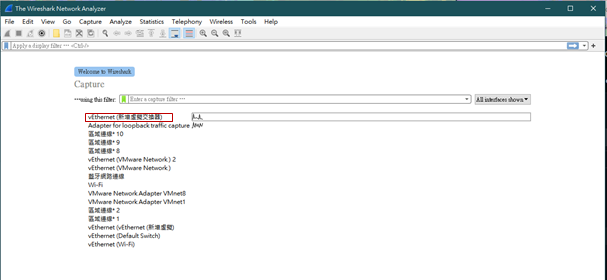 The Wireshark Network Analyzer
File Edit View Go Capture Analyze Statistics Telephony Wireless Tools Help
Apply a display filter ... <Ctrl-/>
Welcome to Wireshark
Capture
...using this filter: Enter a capture filter ... All interfaces shown
vEthernet (新增虛擬交換器)
Adapter for loopback traffic capture
區域連線* 10
區域連線* 9
區域連線* 8
vEthernet (VMware Network ) 2
vEthernet (VMware Network )
藍牙網路連線
Wi-Fi
VMware Network Adapter VMnet8
VMware Network Adapter VMnet1
區域連線* 2
區域連線* 1
vEthernet (vEthernet (新增虛擬)
vEthernet (Default Switch)
vEthernet (Wi-Fi)